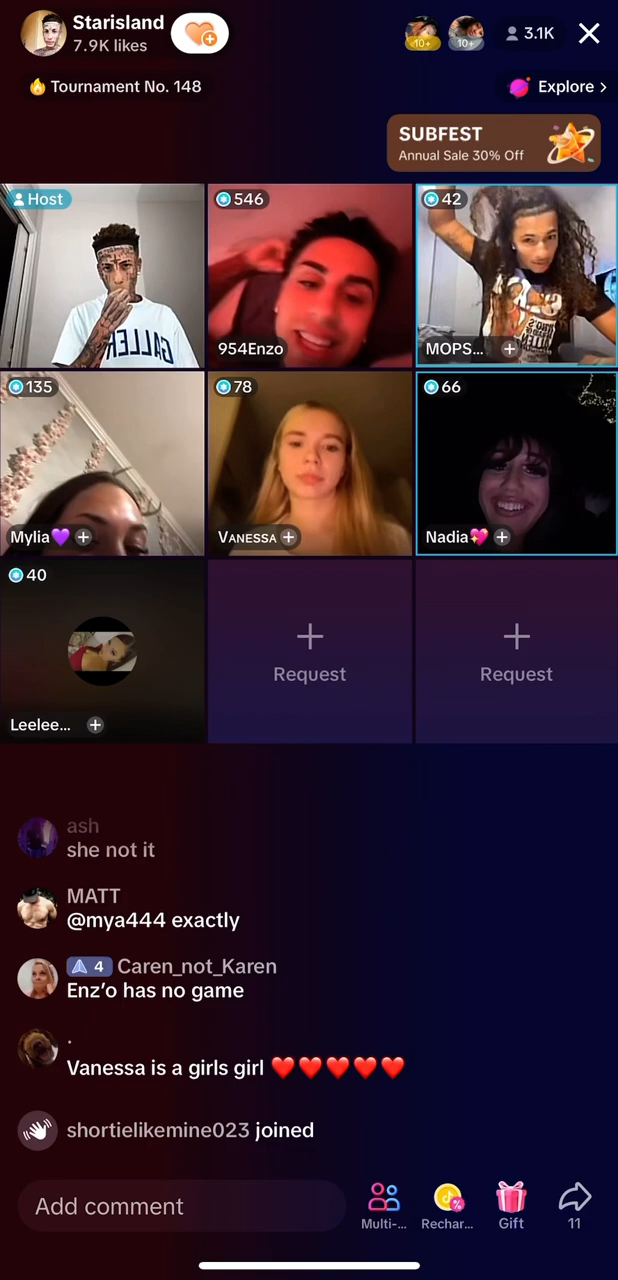 Starisland
7.9K likes
10+
10+
3.1K
Tournament No. 148
Explore >
SUBFEST
Annual Sale 30% Off
Host
546
42
954Enzo
MOPS...
135
78
66
Mylia💜
Vanessa
Nadia💖
40
Request
Request
Leelee...
ash
she not it
MATT
@mya444 exactly
4 Caren_not_Karen
Enz’o has no game
.
Vanessa is a girls girl ❤️❤️❤️❤️❤️
shortielikemine023 joined
Add comment
Multi-...
Rechar...
Gift
11